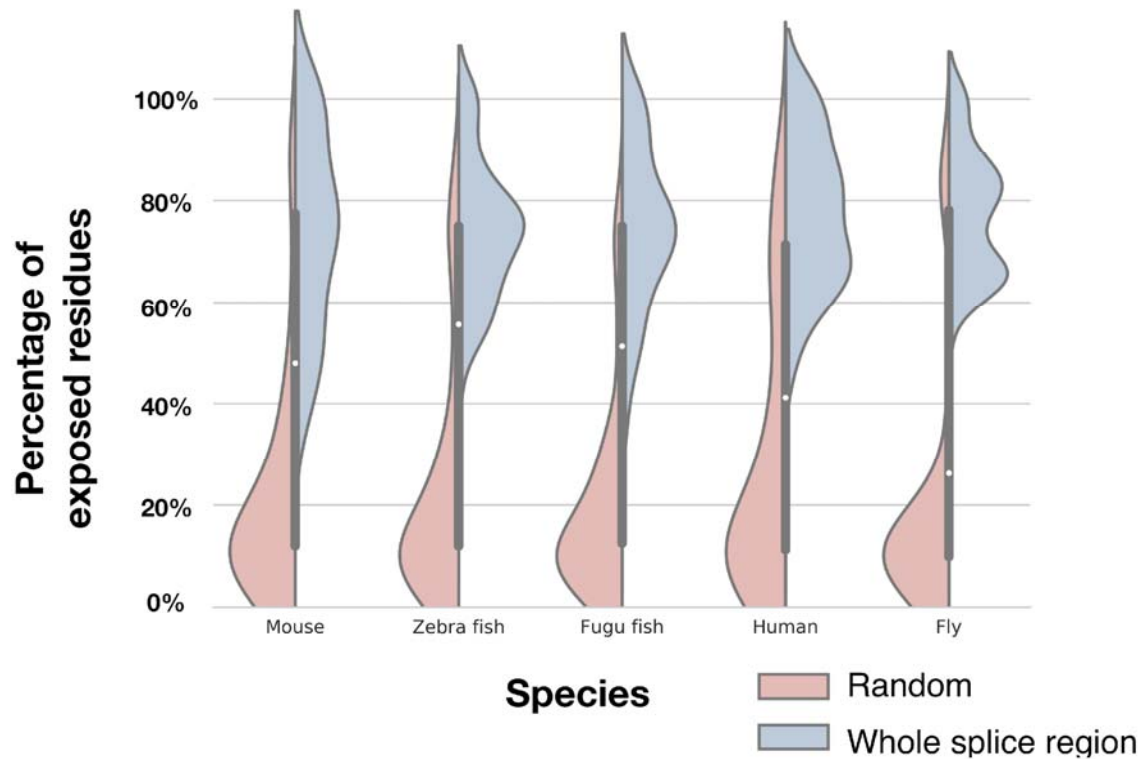 Percentage of
exposed residues
100%
80%
60%
40%
20%
0%
Mouse Zebra fish Fugu fish Human Fly
Species
Random
Whole splice region